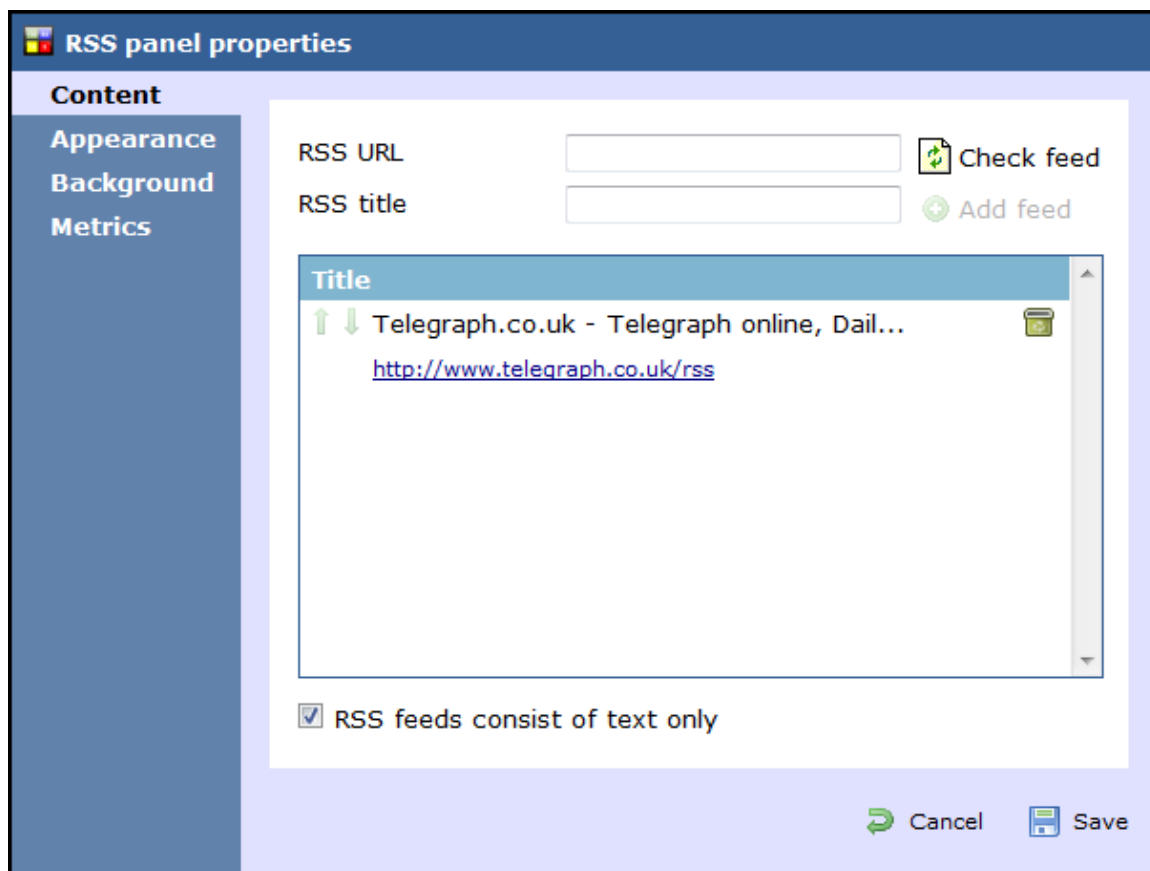 RSS panel properties
Content
Appearance
Background
Metrics
RSS URL
Check feed
RSS title
Add feed
Title
Telegraph.co.uk - Telegraph online, Dail...
http://www.telegraph.co.uk/rss
RSS feeds consist of text only
Cancel
Save